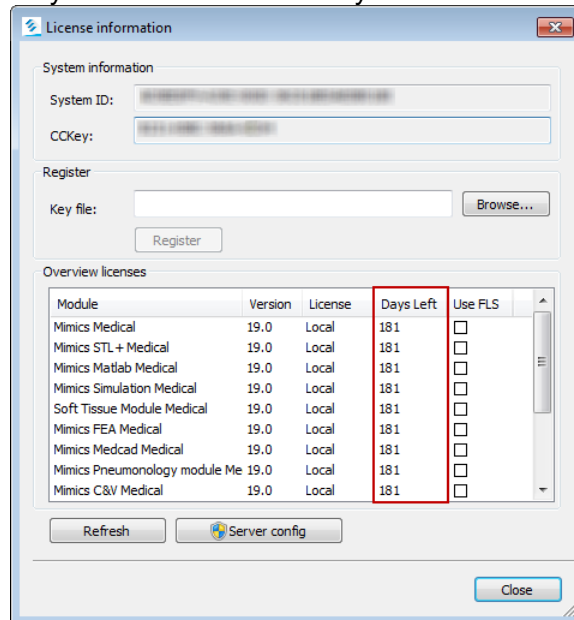 License information
System information
System ID:
CCKey:
Register
Key file:
Browse...
Register
Overview licenses
Module Version License Days Left Use FLS
Mimics Medical 19.0 Local 181
Mimics STL+ Medical 19.0 Local 181
Mimics Matlab Medical 19.0 Local 181
Mimics Simulation Medical 19.0 Local 181
Soft Tissue Module Medical 19.0 Local 181
Mimics FEA Medical 19.0 Local 181
Mimics Medcad Medical 19.0 Local 181
Mimics Pneumonology module Me 19.0 Local 181
Mimics C&V Medical 19.0 Local 181
Refresh Server config
Close